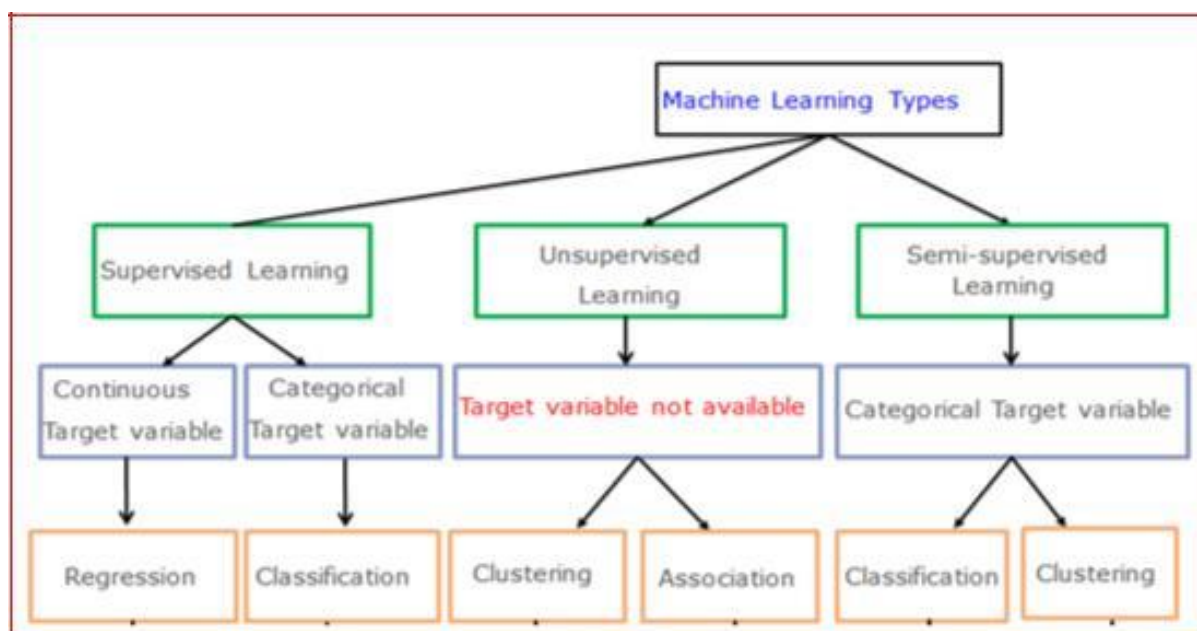 Machine Learning Types
Supervised Learning
Unsupervised
Learning
Semi-supervised
Learning
Continuous
Target variable
Categorical
Target variable
Target variable not available
Categorical Target variable
Regression
Classification
Clustering
Association
Classification
Clustering